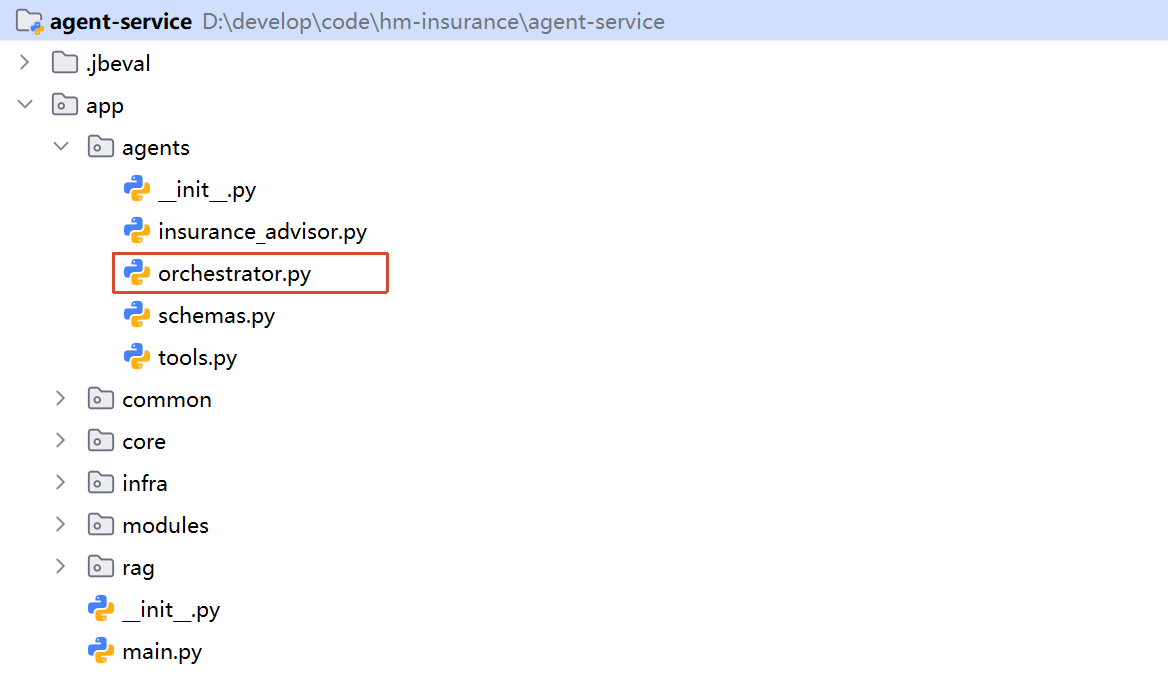 agent-service D:\develop\code\hm-insurance\agent-service
.jbeval
app
agents
__init__.py
insurance_advisor.py
orchestrator.py
schemas.py
tools.py
common
core
infra
modules
rag
__init__.py
main.py